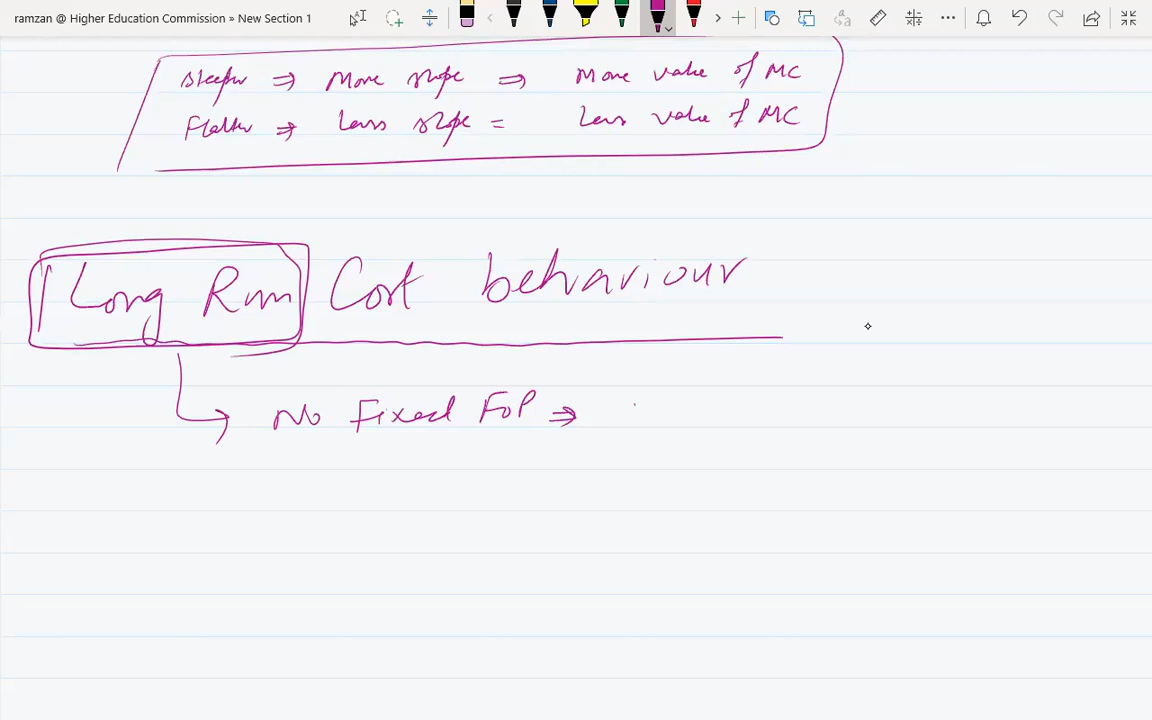 ramzan @ Higher Education Commission » New Section 1
Steeper ⇒ More slope ⇒ More value of MC
Flatter ⇒ Less slope = Less value of MC
Long Run Cost behaviour
No Fixed FoP ⇒